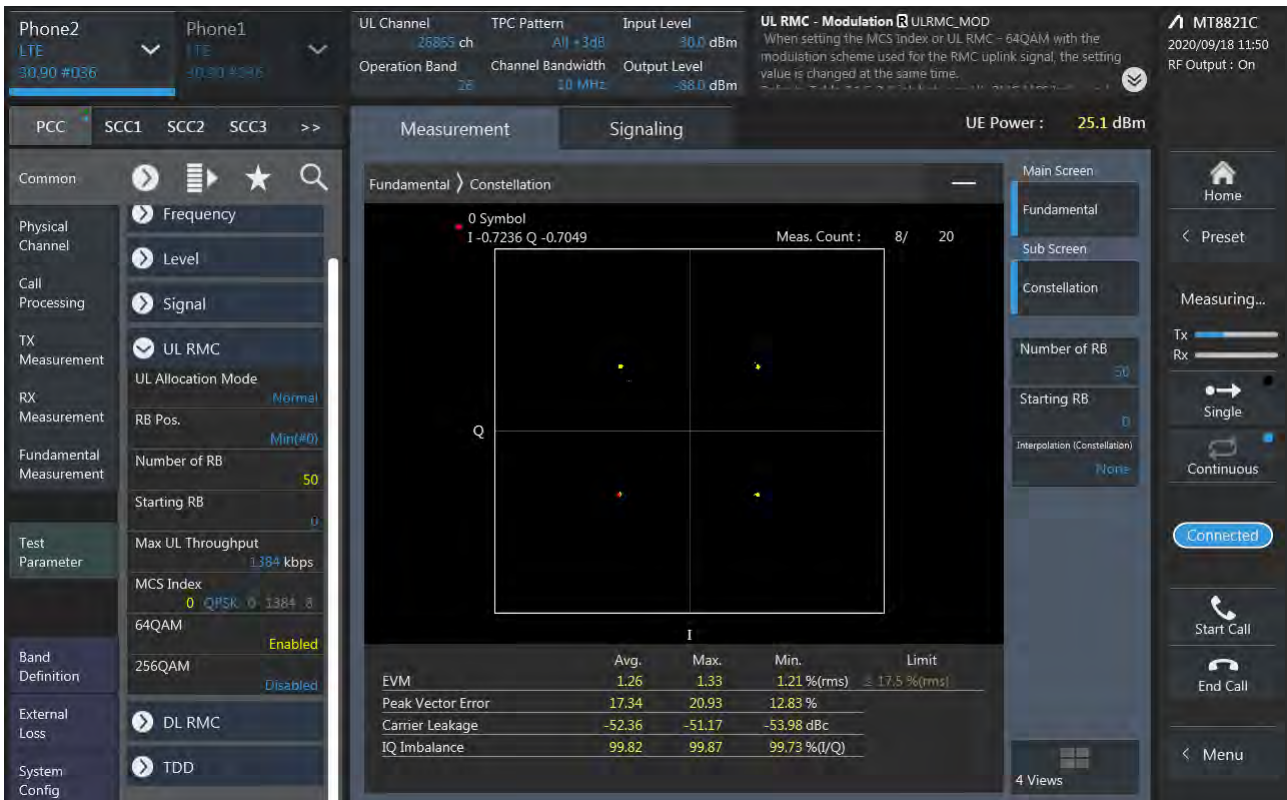 Phone2
LTE
30.90 #036
Phone1
LTE
UL Channel
26865 ch
TPC Pattern
All +3dB
Input Level
30.0 dBm
Operation Band
26
Channel Bandwidth
10 MHz
Output Level
-88.0 dBm
UL RMC - Modulation R ULRMC_MOD
When setting the MCS Index or UL RMC - 64QAM with the
modulation scheme used for the RMC uplink signal, the setting
value is changed at the same time.
MT8821C
2020/09/18 11:50
RF Output : On
PCC SCC1 SCC2 SCC3 >>
Measurement
Signaling
UE Power : 25.1 dBm
Common
Physical
Channel
Call
Processing
TX
Measurement
RX
Measurement
Fundamental
Measurement
Test
Parameter
Band
Definition
External
Loss
System
Config
Frequency
Level
Signal
UL RMC
UL Allocation Mode
Normal
RB Pos.
Min(#0)
Number of RB
50
Starting RB
0
Max UL Throughput
1384 kbps
MCS Index
0 QPSK 0 1384 8
64QAM
Enabled
256QAM
Disabled
DL RMC
TDD
Fundamental > Constellation
0 Symbol
I -0.7236 Q -0.7049
Meas. Count : 8/ 20
Q
I
Avg. Max. Min. Limit
EVM 1.26 1.33 1.21 %(rms) ≤ 17.5 %(rms)
Peak Vector Error 17.34 20.93 12.83 %
Carrier Leakage -52.36 -51.17 -53.98 dBc
IQ Imbalance 99.82 99.87 99.73 %(I/Q)
Main Screen
Fundamental
Sub Screen
Constellation
Number of RB
50
Starting RB
0
Interpolation (Constellation)
None
4 Views
Home
< Preset
Measuring...
Tx
Rx
Single
Continuous
Connected
Start Call
End Call
< Menu